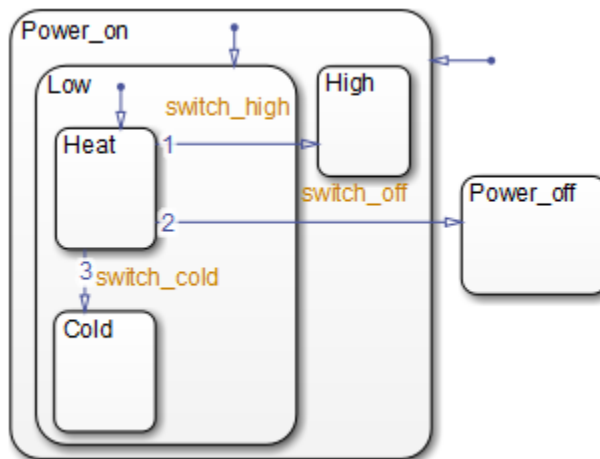 Power_on
Low
High
switch_high
Heat
1
switch_off
Power_off
2
3
switch_cold
Cold